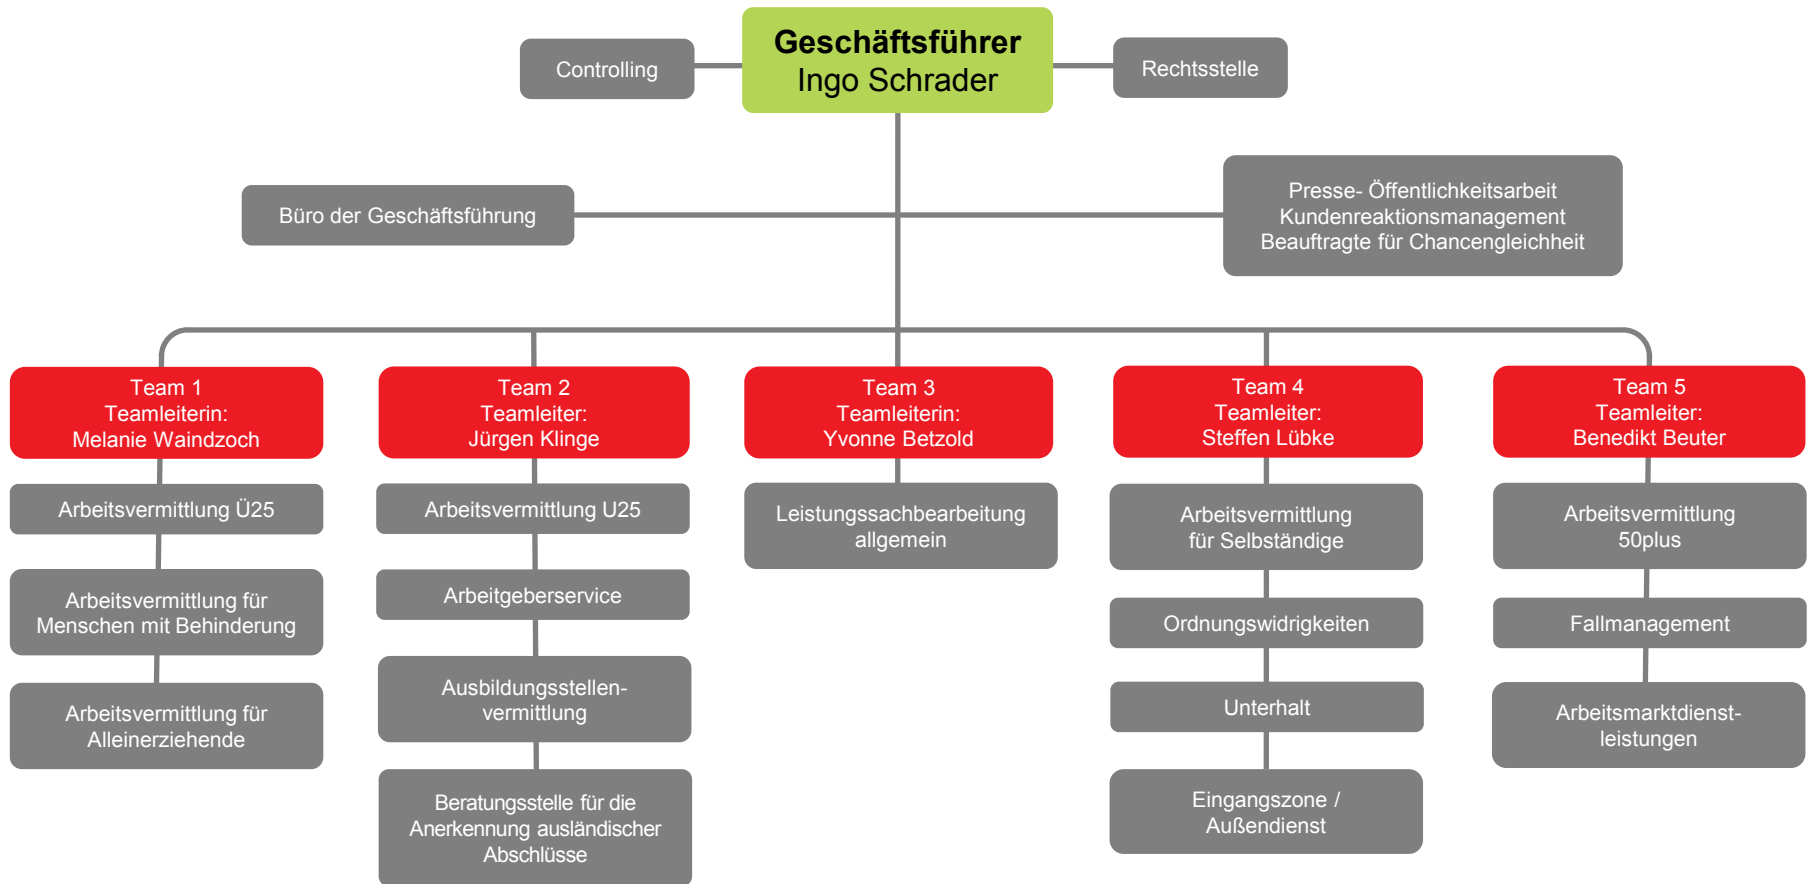 Geschäftsführer
Ingo Schrader
Controlling
Rechtsstelle
Büro der Geschäftsführung
Presse- Öffentlichkeitsarbeit
Kundenreaktionsmanagement
Beauftragte für Chancengleichheit
Team 1
Teamleiterin:
Melanie Waindzoch
Arbeitsvermittlung Ü25
Arbeitsvermittlung für
Menschen mit Behinderung
Arbeitsvermittlung für
Alleinerziehende
Team 2
Teamleiter:
Jürgen Klinge
Arbeitsvermittlung U25
Arbeitgeberservice
Ausbildungsstellen-
vermittlung
Beratungsstelle für die
Anerkennung ausländischer
Abschlüsse
Team 3
Teamleiterin:
Yvonne Betzold
Leistungssachbearbeitung
allgemein
Team 4
Teamleiter:
Steffen Lübke
Arbeitsvermittlung
für Selbständige
Ordnungswidrigkeiten
Unterhalt
Eingangszone /
Außendienst
Team 5
Teamleiter:
Benedikt Beuter
Arbeitsvermittlung
50plus
Fallmanagement
Arbeitsmarktdienst-
leistungen